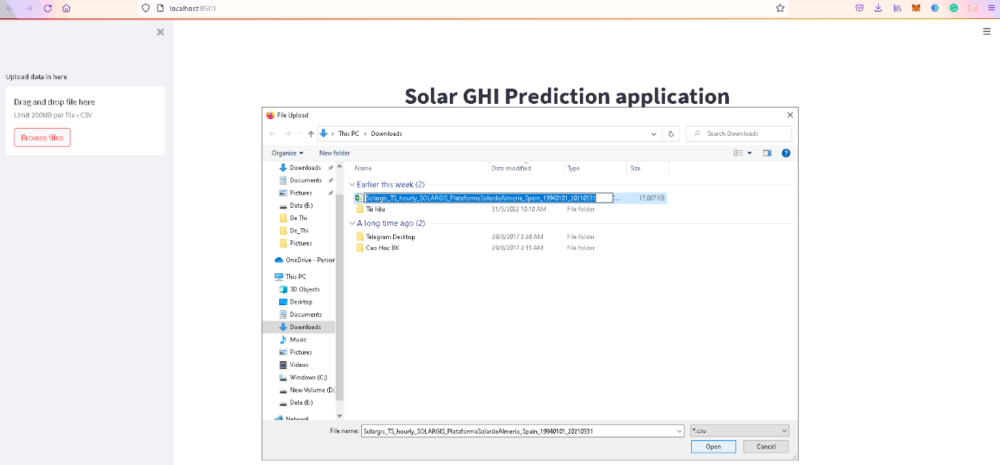 localhost:8501
Upload data in here
Drag and drop file here
Limit 200MB per file • CSV
Browse files
Solar GHI Prediction application
File Upload
This PC > Downloads
Search Downloads
Organize
New folder
Name Date modified Type Size
Downloads
Documents
Pictures
Data (E:)
De Thi
De_Thi
Pictures
OneDrive - Person
This PC
3D Objects
Desktop
Documents
Downloads
Music
Pictures
Videos
Windows (C:)
New Volume (D:
Data (E:)
Network
Earlier this week (2)
Solargis_TS_hourly_SOLARGIS_PlataformaSolardeAlmeria_Spain_19940101_20210331 C... 17,067 KB
Tài liệu 31/5/2022 10:10 AM File folder
A long time ago (2)
Telegram Desktop 29/8/2017 2:24 AM File folder
Cao Hoc BK 29/8/2017 2:15 AM File folder
File name: Solargis_TS_hourly_SOLARGIS_PlataformaSolardeAlmeria_Spain_19940101_20210331
*.csv
Open Cancel